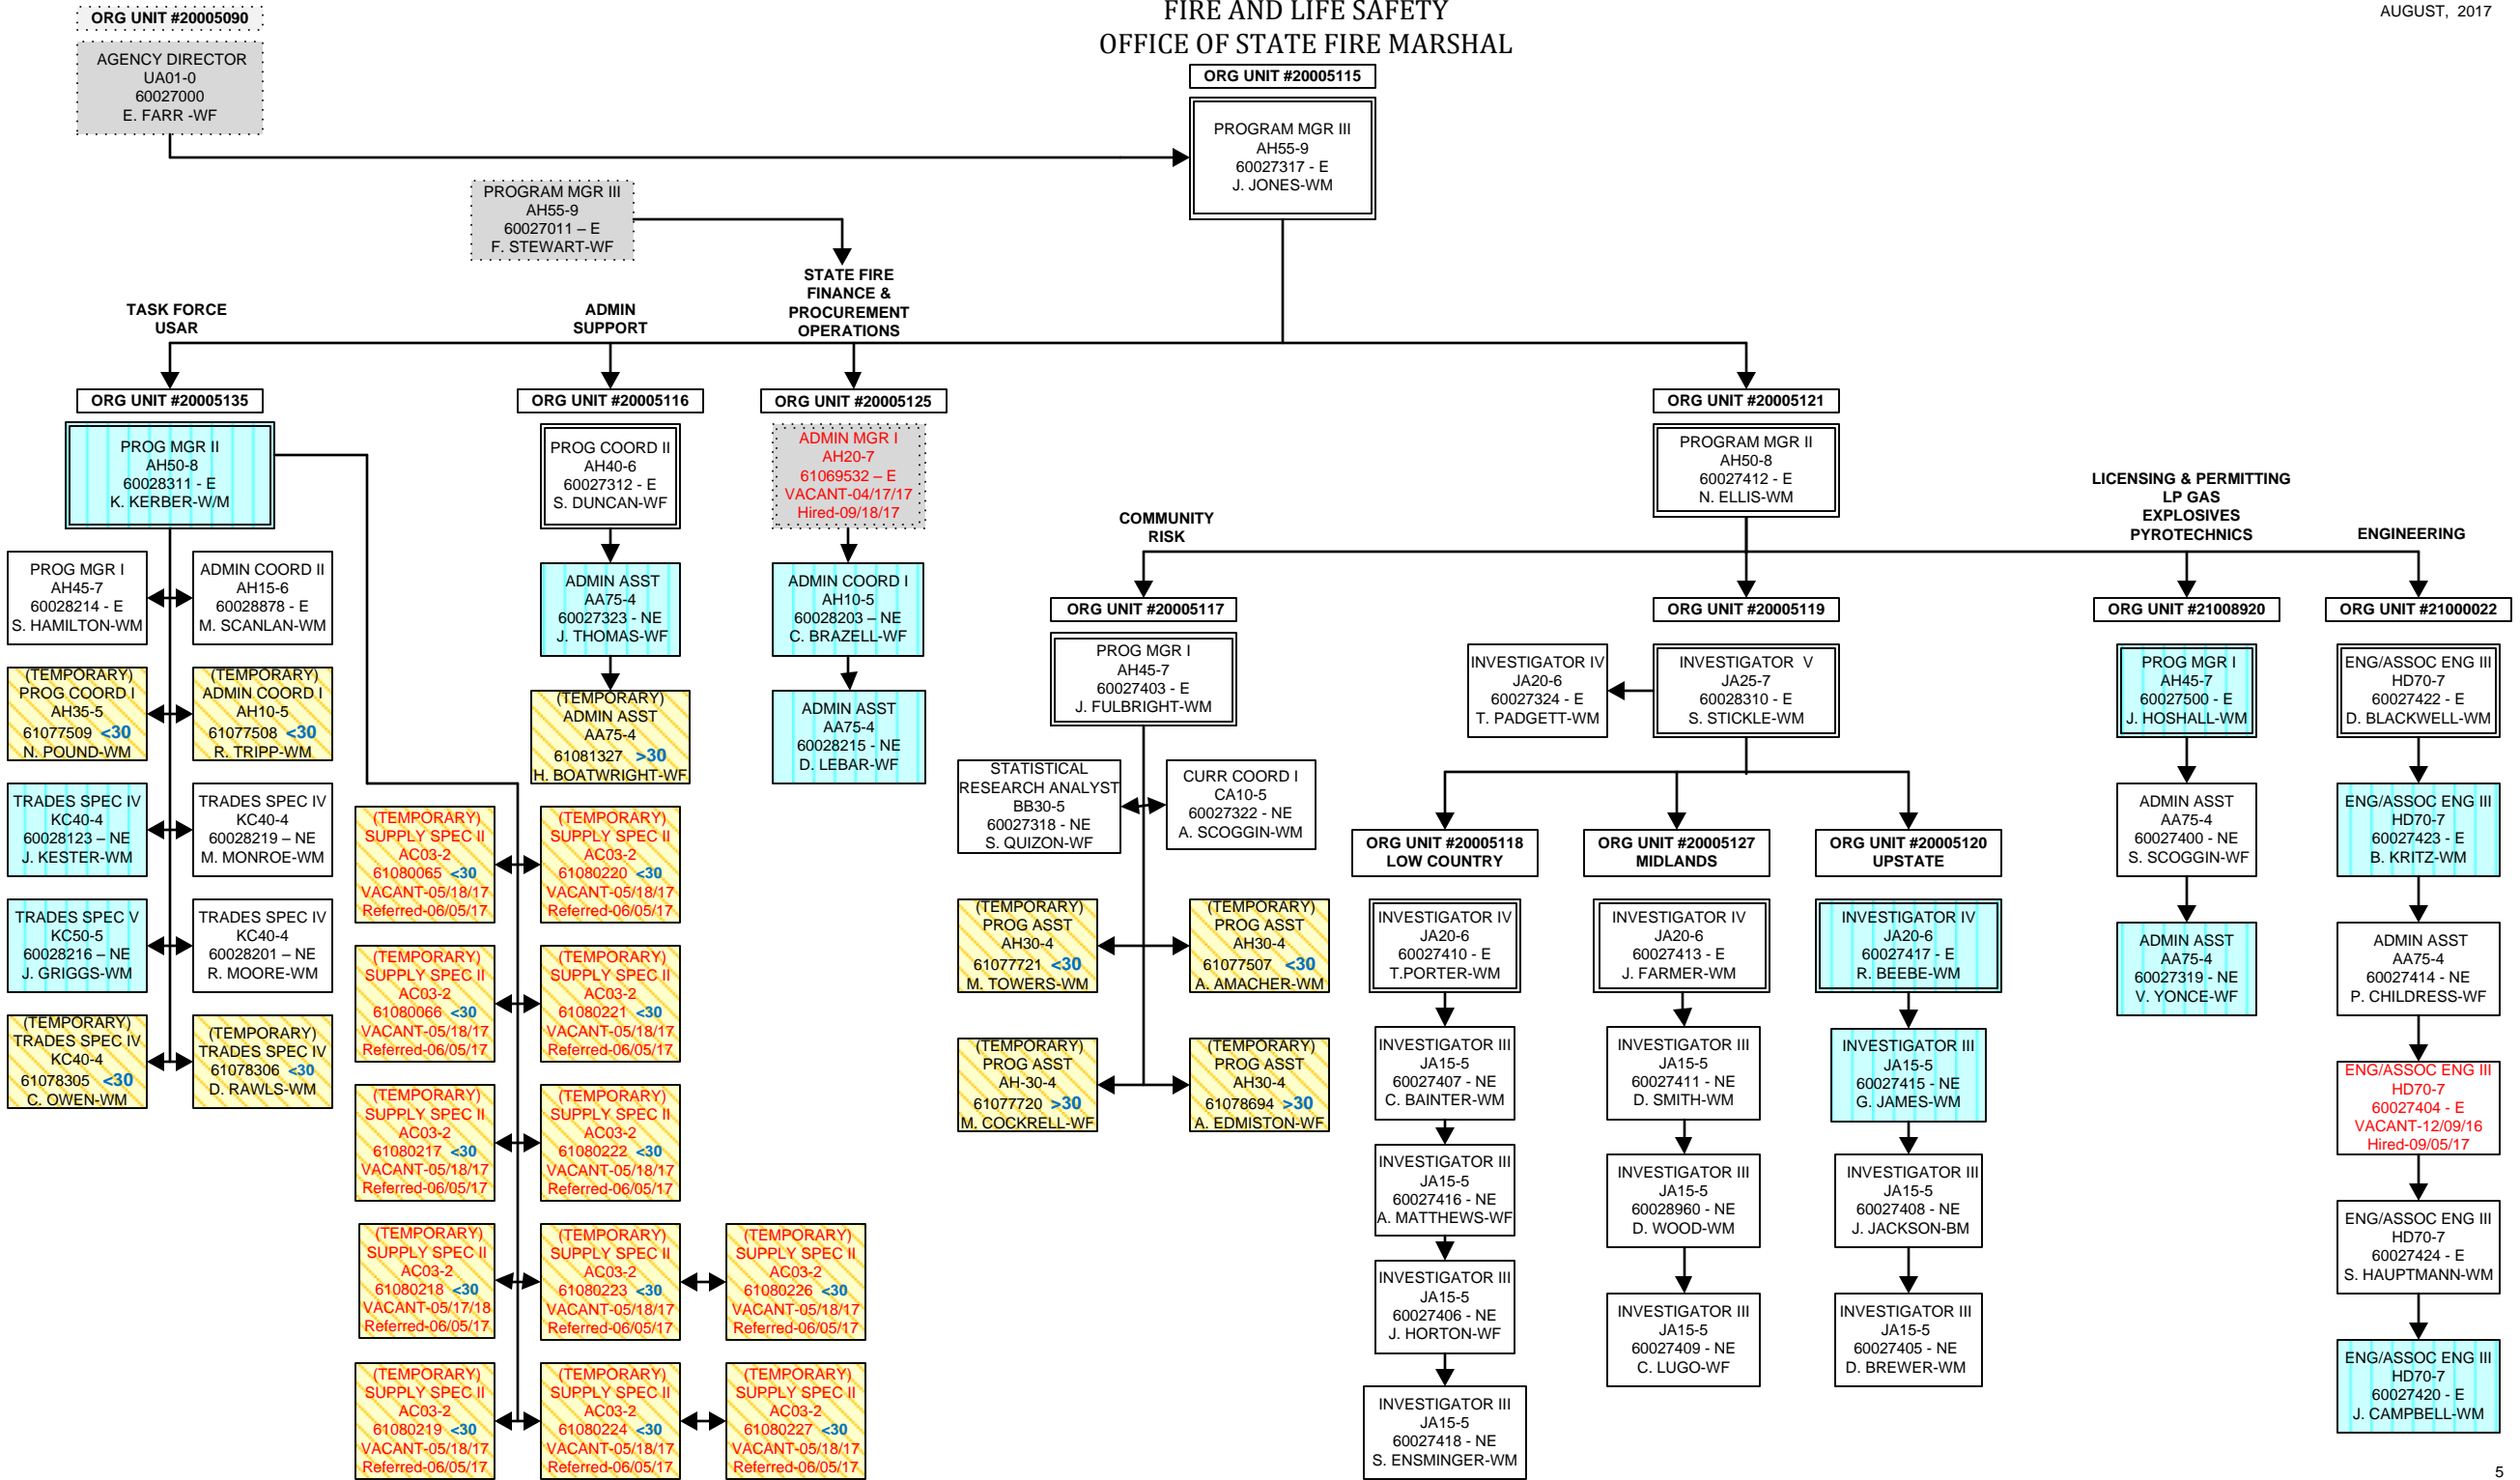 ORG UNIT #20005090
AGENCY DIRECTOR
UA01-0
60027000
E. FARR -WF
FIRE AND LIFE SAFETY
OFFICE OF STATE FIRE MARSHAL
AUGUST, 2017
ORG UNIT #20005115
PROGRAM MGR III
AH55-9
60027317 - E
J. JONES-WM
PROGRAM MGR III
AH55-9
60027011 – E
F. STEWART-WF
TASK FORCE
USAR
ADMIN
SUPPORT
STATE FIRE
FINANCE &
PROCUREMENT
OPERATIONS
ORG UNIT #20005135
PROG MGR II
AH50-8
60028311 - E
K. KERBER-W/M
PROG MGR I
AH45-7
60028214 - E
S. HAMILTON-WM
ADMIN COORD II
AH15-6
60028878 - E
M. SCANLAN-WM
(TEMPORARY)
PROG COORD I
AH35-5
61077509 <30
N. POUND-WM
(TEMPORARY)
ADMIN COORD I
AH10-5
61077508 <30
R. TRIPP-WM
TRADES SPEC IV
KC40-4
60028123 – NE
J. KESTER-WM
TRADES SPEC IV
KC40-4
60028219 – NE
M. MONROE-WM
TRADES SPEC V
KC50-5
60028216 – NE
J. GRIGGS-WM
TRADES SPEC IV
KC40-4
60028201 – NE
R. MOORE-WM
(TEMPORARY)
TRADES SPEC IV
KC40-4
61078305 <30
C. OWEN-WM
(TEMPORARY)
TRADES SPEC IV
61078306 <30
D. RAWLS-WM
(TEMPORARY)
SUPPLY SPEC II
AC03-2
61080065 <30
VACANT-05/18/17
Referred-06/05/17
(TEMPORARY)
SUPPLY SPEC II
AC03-2
61080220 <30
VACANT-05/18/17
Referred-06/05/17
(TEMPORARY)
SUPPLY SPEC II
AC03-2
61080066 <30
VACANT-05/18/17
Referred-06/05/17
(TEMPORARY)
SUPPLY SPEC II
AC03-2
61080221 <30
VACANT-05/18/17
Referred-06/05/17
(TEMPORARY)
SUPPLY SPEC II
AC03-2
61080217 <30
VACANT-05/18/17
Referred-06/05/17
(TEMPORARY)
SUPPLY SPEC II
AC03-2
61080222 <30
VACANT-05/18/17
Referred-06/05/17
(TEMPORARY)
SUPPLY SPEC II
AC03-2
61080218 <30
VACANT-05/17/18
Referred-06/05/17
(TEMPORARY)
SUPPLY SPEC II
AC03-2
61080223 <30
VACANT-05/18/17
Referred-06/05/17
(TEMPORARY)
SUPPLY SPEC II
AC03-2
61080226 <30
VACANT-05/18/17
Referred-06/05/17
(TEMPORARY)
SUPPLY SPEC II
AC03-2
61080219 <30
VACANT-05/18/17
Referred-06/05/17
(TEMPORARY)
SUPPLY SPEC II
AC03-2
61080224 <30
VACANT-05/18/17
Referred-06/05/17
(TEMPORARY)
SUPPLY SPEC II
AC03-2
61080227 <30
VACANT-05/18/17
Referred-06/05/17
ORG UNIT #20005116
PROG COORD II
AH40-6
60027312 - E
S. DUNCAN-WF
ADMIN ASST
AA75-4
60027323 - NE
J. THOMAS-WF
(TEMPORARY)
ADMIN ASST
AA75-4
61081327 >30
H. BOATWRIGHT-WF
ORG UNIT #20005125
ADMIN MGR I
AH20-7
61069532 – E
VACANT-04/17/17
Hired-09/18/17
ADMIN COORD I
AH10-5
60028203 – NE
C. BRAZELL-WF
ADMIN ASST
AA75-4
60028215 - NE
D. LEBAR-WF
ORG UNIT #20005121
PROGRAM MGR II
AH50-8
60027412 - E
N. ELLIS-WM
COMMUNITY
RISK
LICENSING & PERMITTING
LP GAS
EXPLOSIVES
PYROTECHNICS
ENGINEERING
ORG UNIT #20005117
PROG MGR I
AH45-7
60027403 - E
J. FULBRIGHT-WM
STATISTICAL
RESEARCH ANALYST
BB30-5
60027318 - NE
S. QUIZON-WF
CURR COORD I
CA10-5
60027322 - NE
A. SCOGGIN-WM
(TEMPORARY)
PROG ASST
AH30-4
61077721 <30
M. TOWERS-WM
(TEMPORARY)
PROG ASST
AH30-4
61077507 <30
A. AMACHER-WM
(TEMPORARY)
PROG ASST
AH-30-4
61077720 >30
M. COCKRELL-WF
(TEMPORARY)
PROG ASST
AH30-4
61078694 >30
A. EDMISTON-WF
ORG UNIT #20005119
INVESTIGATOR IV
JA20-6
60027324 - E
T. PADGETT-WM
INVESTIGATOR V
JA25-7
60028310 - E
S. STICKLE-WM
ORG UNIT #20005118
LOW COUNTRY
INVESTIGATOR IV
JA20-6
60027410 - E
T.PORTER-WM
INVESTIGATOR III
JA15-5
60027407 - NE
C. BAINTER-WM
INVESTIGATOR III
JA15-5
60027416 - NE
A. MATTHEWS-WF
INVESTIGATOR III
JA15-5
60027406 - NE
J. HORTON-WF
INVESTIGATOR III
JA15-5
60027418 - NE
S. ENSMINGER-WM
ORG UNIT #20005127
MIDLANDS
INVESTIGATOR IV
JA20-6
60027413 - E
J. FARMER-WM
INVESTIGATOR III
JA15-5
60027411 - NE
D. SMITH-WM
INVESTIGATOR III
JA15-5
60028960 - NE
D. WOOD-WM
INVESTIGATOR III
JA15-5
60027409 - NE
C. LUGO-WF
ORG UNIT #20005120
UPSTATE
INVESTIGATOR IV
JA20-6
60027417 - E
R. BEEBE-WM
INVESTIGATOR III
JA15-5
60027415 - NE
G. JAMES-WM
INVESTIGATOR III
JA15-5
60027408 - NE
J. JACKSON-BM
INVESTIGATOR III
JA15-5
60027405 - NE
D. BREWER-WM
ORG UNIT #21008920
PROG MGR I
AH45-7
60027500 - E
J. HOSHALL-WM
ADMIN ASST
AA75-4
60027400 - NE
S. SCOGGIN-WF
ADMIN ASST
AA75-4
60027319 - NE
V. YONCE-WF
ORG UNIT #21000022
ENG/ASSOC ENG III
HD70-7
60027422 - E
D. BLACKWELL-WM
ENG/ASSOC ENG III
HD70-7
60027423 - E
B. KRITZ-WM
ADMIN ASST
AA75-4
60027414 - NE
P. CHILDRESS-WF
ENG/ASSOC ENG III
HD70-7
60027404 - E
VACANT-12/09/16
Hired-09/05/17
ENG/ASSOC ENG III
HD70-7
60027424 - E
S. HAUPTMANN-WM
ENG/ASSOC ENG III
HD70-7
60027420 - E
J. CAMPBELL-WM
5